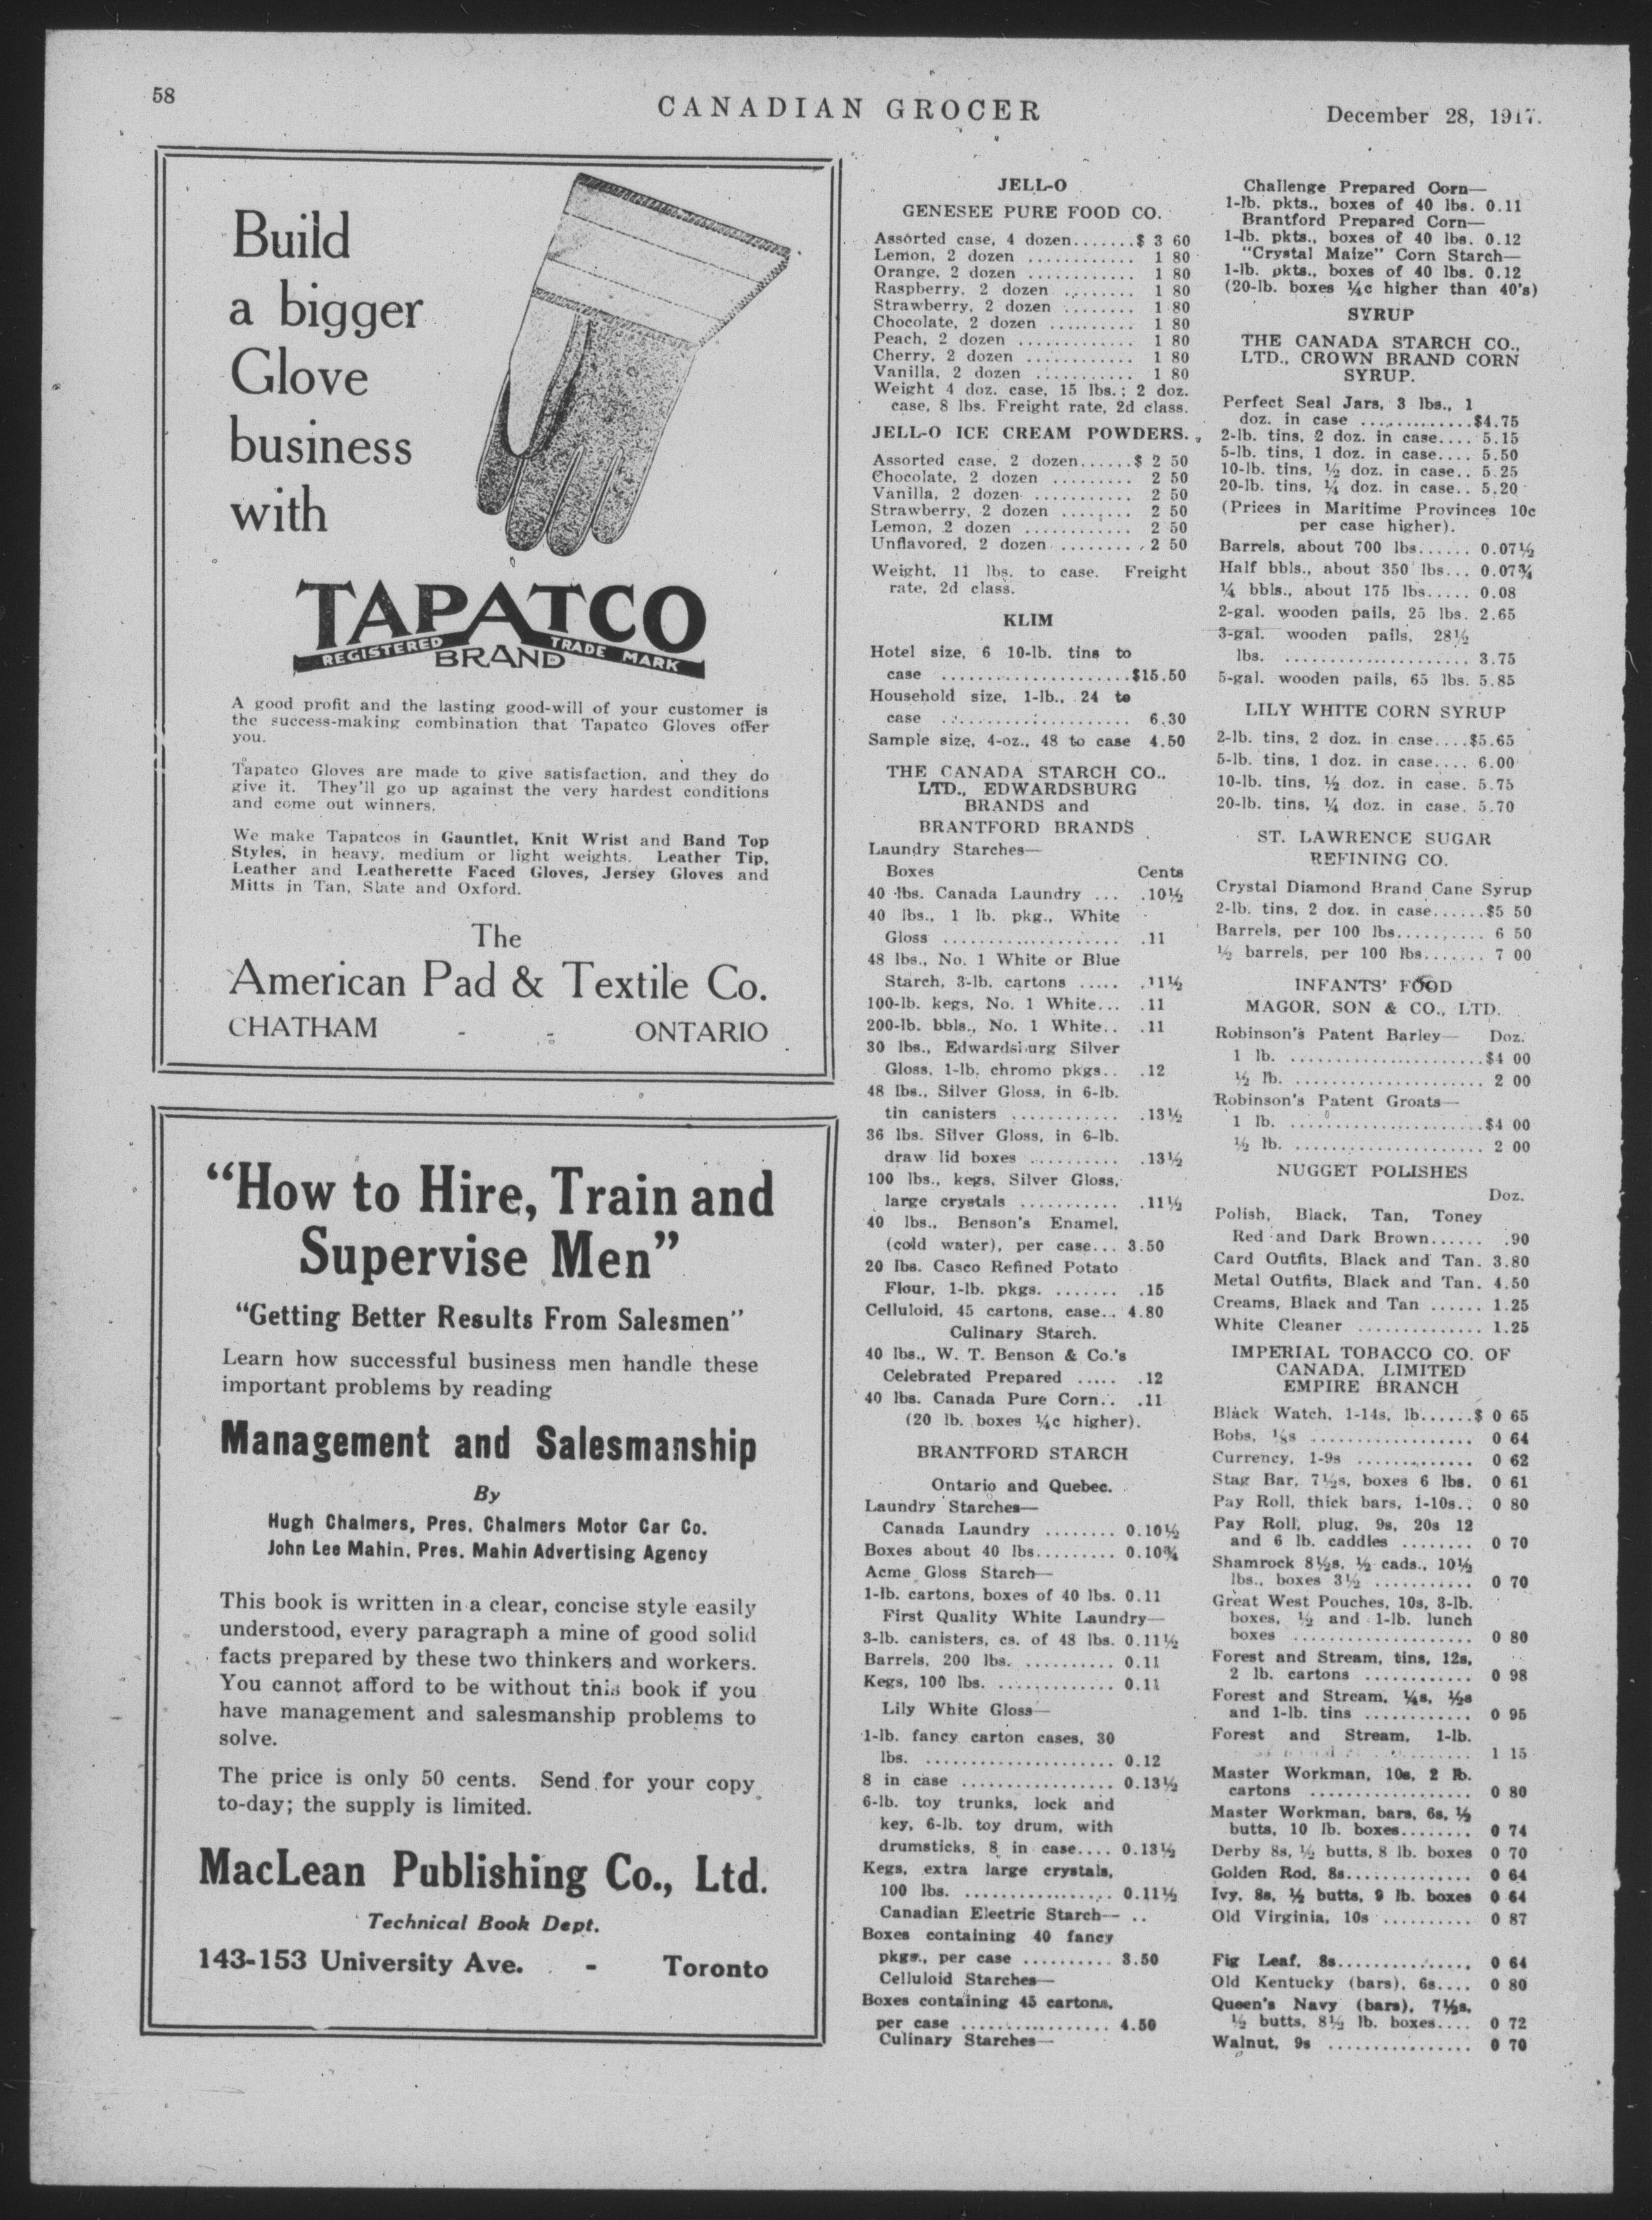 58
CANADIAN GROCER
December 28, 1917.
Build
a bigger
Glove
business
with
TAPATCO
REGISTERED TRADE MARK
BRAND
A good profit and the lasting good-will of your customer is
the success-making combination that Tapatco Gloves offer
you.
Tapatco Gloves are made to give satisfaction, and they do
give it. They'll go up against the very hardest conditions
and come out winners.
We make Tapatcos in Gauntlet, Knit Wrist and Band Top
Styles, in heavy, medium or light weights. Leather Tip,
Leather and Leatherette Faced Gloves, Jersey Gloves and
Mitts in Tan, Slate and Oxford.
The
American Pad & Textile Co.
CHATHAM - - ONTARIO
"How to Hire, Train and
Supervise Men"
"Getting Better Results From Salesmen"
Learn how successful business men handle these
important problems by reading
Management and Salesmanship
By
Hugh Chalmers, Pres. Chalmers Motor Car Co.
John Lee Mahin, Pres. Mahin Advertising Agency
This book is written in a clear, concise style easily
understood, every paragraph a mine of good solid
facts prepared by these two thinkers and workers.
You cannot afford to be without this book if you
have management and salesmanship problems to
solve.
The price is only 50 cents. Send for your copy
to-day; the supply is limited.
MacLean Publishing Co., Ltd.
Technical Book Dept.
143-153 University Ave. - Toronto
JELL-O
GENESEE PURE FOOD CO.
Assorted case, 4 dozen.......$ 3 60
Lemon, 2 dozen ............ 1 80
Orange, 2 dozen ............ 1 80
Raspberry, 2 dozen ......... 1 80
Strawberry, 2 dozen ........ 1 80
Chocolate, 2 dozen .......... 1 80
Peach, 2 dozen ............. 1 80
Cherry, 2 dozen ............ 1 80
Vanilla, 2 dozen ........... 1 80
Weight 4 doz. case, 15 lbs.; 2 doz.
case, 8 lbs. Freight rate, 2d class.
JELL-O ICE CREAM POWDERS.
Assorted case, 2 dozen......$ 2 50
Chocolate, 2 dozen ......... 2 50
Vanilla, 2 dozen ........... 2 50
Strawberry, 2 dozen ........ 2 50
Lemon, 2 dozen ............ 2 50
Unflavored, 2 dozen ......... 2 50
Weight, 11 lbs. to case. Freight
rate, 2d class.
KLIM
Hotel size, 6 10-lb. tins to
case ......................$15.50
Household size, 1-lb., 24 to
case ..................... 6.30
Sample size, 4-oz., 48 to case 4.50
THE CANADA STARCH CO.,
LTD., EDWARDSBURG
BRANDS and
BRANTFORD BRANDS
Laundry Starches—
Boxes Cents
40 lbs. Canada Laundry ... .10½
40 lbs., 1 lb. pkg., White
Gloss .................... .11
48 lbs., No. 1 White or Blue
Starch, 3-lb. cartons ..... .11½
100-lb. kegs, No. 1 White... .11
200-lb. bbls., No. 1 White.. .11
30 lbs., Edwardsburg Silver
Gloss, 1-lb. chromo pkgs.. .12
48 lbs., Silver Gloss, in 6-lb.
tin canisters ............ .13½
36 lbs. Silver Gloss, in 6-lb.
draw lid boxes .......... .13½
100 lbs., kegs, Silver Gloss,
large crystals ........... .11½
40 lbs., Benson's Enamel,
(cold water), per case... 3.50
20 lbs. Casco Refined Potato
Flour, 1-lb. pkgs. ....... .15
Celluloid, 45 cartons, case.. 4.80
Culinary Starch.
40 lbs., W. T. Benson & Co.'s
Celebrated Prepared ..... .12
40 lbs. Canada Pure Corn.. .11
(20 lb. boxes ¼c higher).
BRANTFORD STARCH
Ontario and Quebec.
Laundry Starches—
Canada Laundry ........ 0.10½
Boxes about 40 lbs......... 0.10¾
Acme Gloss Starch—
1-lb. cartons, boxes of 40 lbs. 0.11
First Quality White Laundry—
3-lb. canisters, cs. of 48 lbs. 0.11½
Barrels, 200 lbs. .......... 0.11
Kegs, 100 lbs. ............. 0.11
Lily White Gloss—
1-lb. fancy carton cases, 30
lbs. ..................... 0.12
8 in case ................. 0.13½
6-lb. toy trunks, lock and
key, 6-lb. toy drum, with
drumsticks, 8 in case.... 0.13½
Kegs, extra large crystals,
100 lbs. ................. 0.11½
Canadian Electric Starch— ..
Boxes containing 40 fancy
pkgs., per case .......... 3.50
Celluloid Starches—
Boxes containing 45 cartons,
per case ................. 4.50
Culinary Starches—
Challenge Prepared Corn—
1-lb. pkts., boxes of 40 lbs. 0.11
Brantford Prepared Corn—
1-lb. pkts., boxes of 40 lbs. 0.12
"Crystal Maize" Corn Starch—
1-lb. pkts., boxes of 40 lbs. 0.12
(20-lb. boxes ¼c higher than 40's)
SYRUP
THE CANADA STARCH CO.,
LTD., CROWN BRAND CORN
SYRUP.
Perfect Seal Jars, 3 lbs., 1
doz. in case .............$4.75
2-lb. tins, 2 doz. in case.... 5.15
5-lb. tins, 1 doz. in case.... 5.50
10-lb. tins, ½ doz. in case.. 5.25
20-lb. tins, ¼ doz. in case.. 5.20
(Prices in Maritime Provinces 10c
per case higher).
Barrels, about 700 lbs...... 0.07½
Half bbls., about 350 lbs... 0.07¾
¼ bbls., about 175 lbs..... 0.08
2-gal. wooden pails, 25 lbs. 2.65
3-gal. wooden pails, 28½
lbs. ..................... 3.75
5-gal. wooden pails, 65 lbs. 5.85
LILY WHITE CORN SYRUP
2-lb. tins, 2 doz. in case....$5.65
5-lb. tins, 1 doz. in case.... 6.00
10-lb. tins, ½ doz. in case. 5.75
20-lb. tins, ¼ doz. in case. 5.70
ST. LAWRENCE SUGAR
REFINING CO.
Crystal Diamond Brand Cane Syrup
2-lb. tins, 2 doz. in case......$5 50
Barrels, per 100 lbs.......... 6 50
½ barrels, per 100 lbs....... 7 00
INFANTS' FOOD
MAGOR, SON & CO., LTD.
Robinson's Patent Barley— Doz.
1 lb. ......................$4 00
½ lb. ..................... 2 00
Robinson's Patent Groats—
1 lb. ......................$4 00
½ lb. ..................... 2 00
NUGGET POLISHES
Doz.
Polish, Black, Tan, Toney
Red and Dark Brown...... .90
Card Outfits, Black and Tan. 3.80
Metal Outfits, Black and Tan. 4.50
Creams, Black and Tan ...... 1.25
White Cleaner .............. 1.25
IMPERIAL TOBACCO CO. OF
CANADA, LIMITED
EMPIRE BRANCH
Black Watch, 1-14s, lb......$ 0 65
Bobs, ⅛s .................. 0 64
Currency, 1-9s ............. 0 62
Stag Bar, 7½s, boxes 6 lbs. 0 61
Pay Roll, thick bars, 1-10s.. 0 80
Pay Roll, plug, 9s, 20s 12
and 6 lb. caddies ........ 0 70
Shamrock 8½s, ½ cads., 10½
lbs., boxes 3½ ........... 0 70
Great West Pouches, 10s, 3-lb.
boxes, ½ and 1-lb. lunch
boxes .................... 0 80
Forest and Stream, tins, 12s,
2 lb. cartons ............ 0 98
Forest and Stream, ¼s, ½s
and 1-lb. tins ............ 0 95
Forest and Stream, 1-lb.
......... 1 15
Master Workman, 10s, 2 lb.
cartons .................. 0 80
Master Workman, bars, 6s, ½
butts, 10 lb. boxes........ 0 74
Derby 8s, ½ butts, 8 lb. boxes 0 70
Golden Rod, 8s.............. 0 64
Ivy, 8s, ½ butts, 9 lb. boxes 0 64
Old Virginia, 10s .......... 0 87
Fig Leaf, 8s............... 0 64
Old Kentucky (bars), 6s.... 0 80
Queen's Navy (bars), 7½s,
½ butts, 8½ lb. boxes.... 0 72
Walnut, 9s ................ 0 70